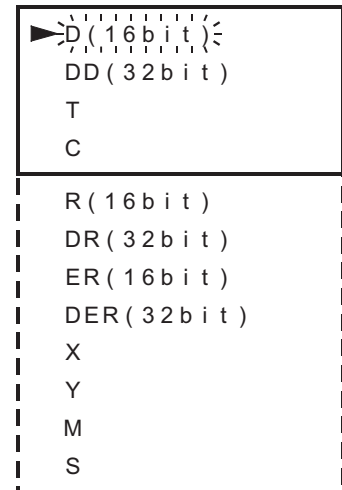 D(16bit)
DD(32bit)
T
C
R(16bit)
DR(32bit)
ER(16bit)
DER(32bit)
X
Y
M
S